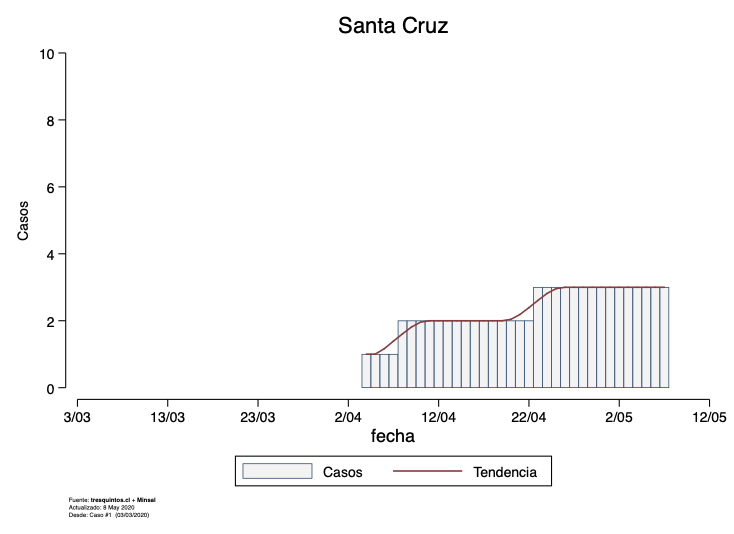 Santa Cruz
10
8
6
4
2
0
Casos
3/03 13/03 23/03 2/04 12/04 22/04 2/05 12/05
fecha
Casos Tendencia
Fuente: tresquintos.cl + Minsal
Actualizado: 8 May 2020
Desde: Caso #1 (03/03/2020)